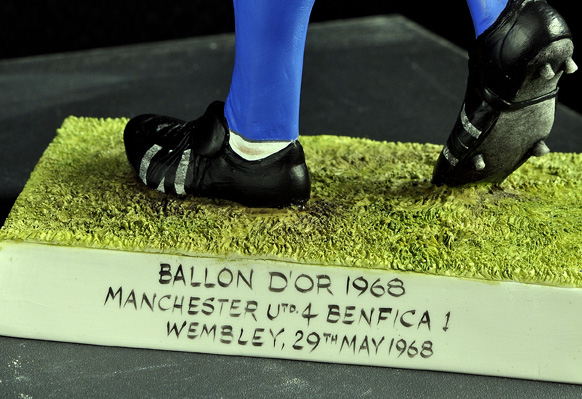 BALLON D'OR 1968
MANCHESTER UTD. 4 BENFICA 1
WEMBLEY, 29TH MAY 1968